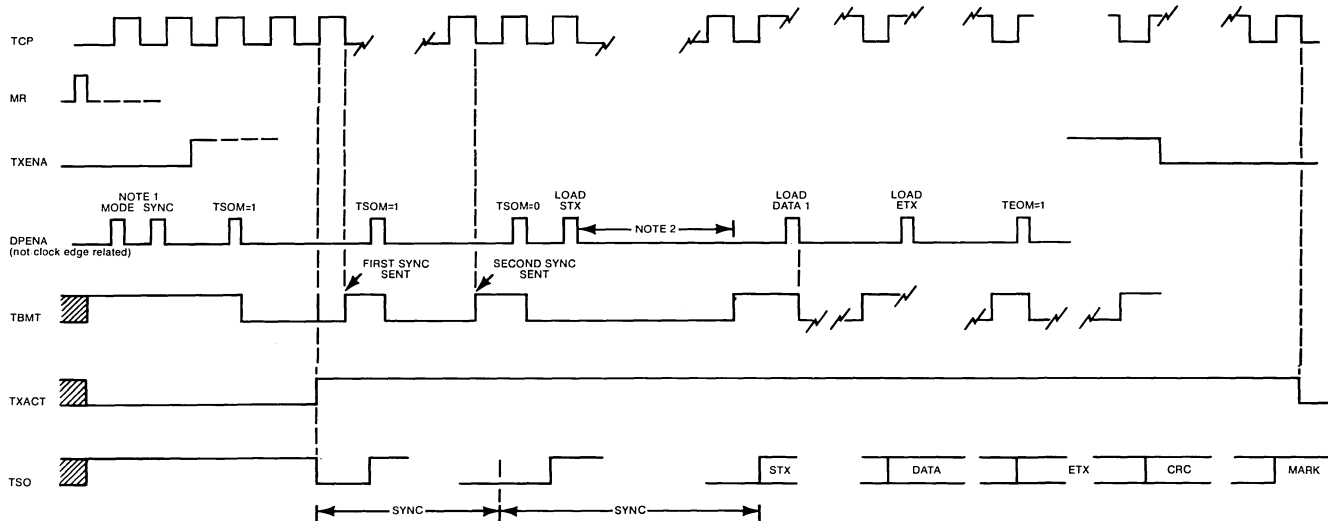 TCP
MR
TXENA
NOTE 1
MODE SYNC
TSOM=1
TSOM=1
TSOM=0
LOAD
STX
LOAD
DATA 1
LOAD
ETX
TEOM=1
DPENA
(not clock edge related)
NOTE 2
FIRST SYNC
SENT
SECOND SYNC
SENT
TBMT
TXACT
TSO
STX
DATA
ETX
CRC
MARK
SYNC
SYNC